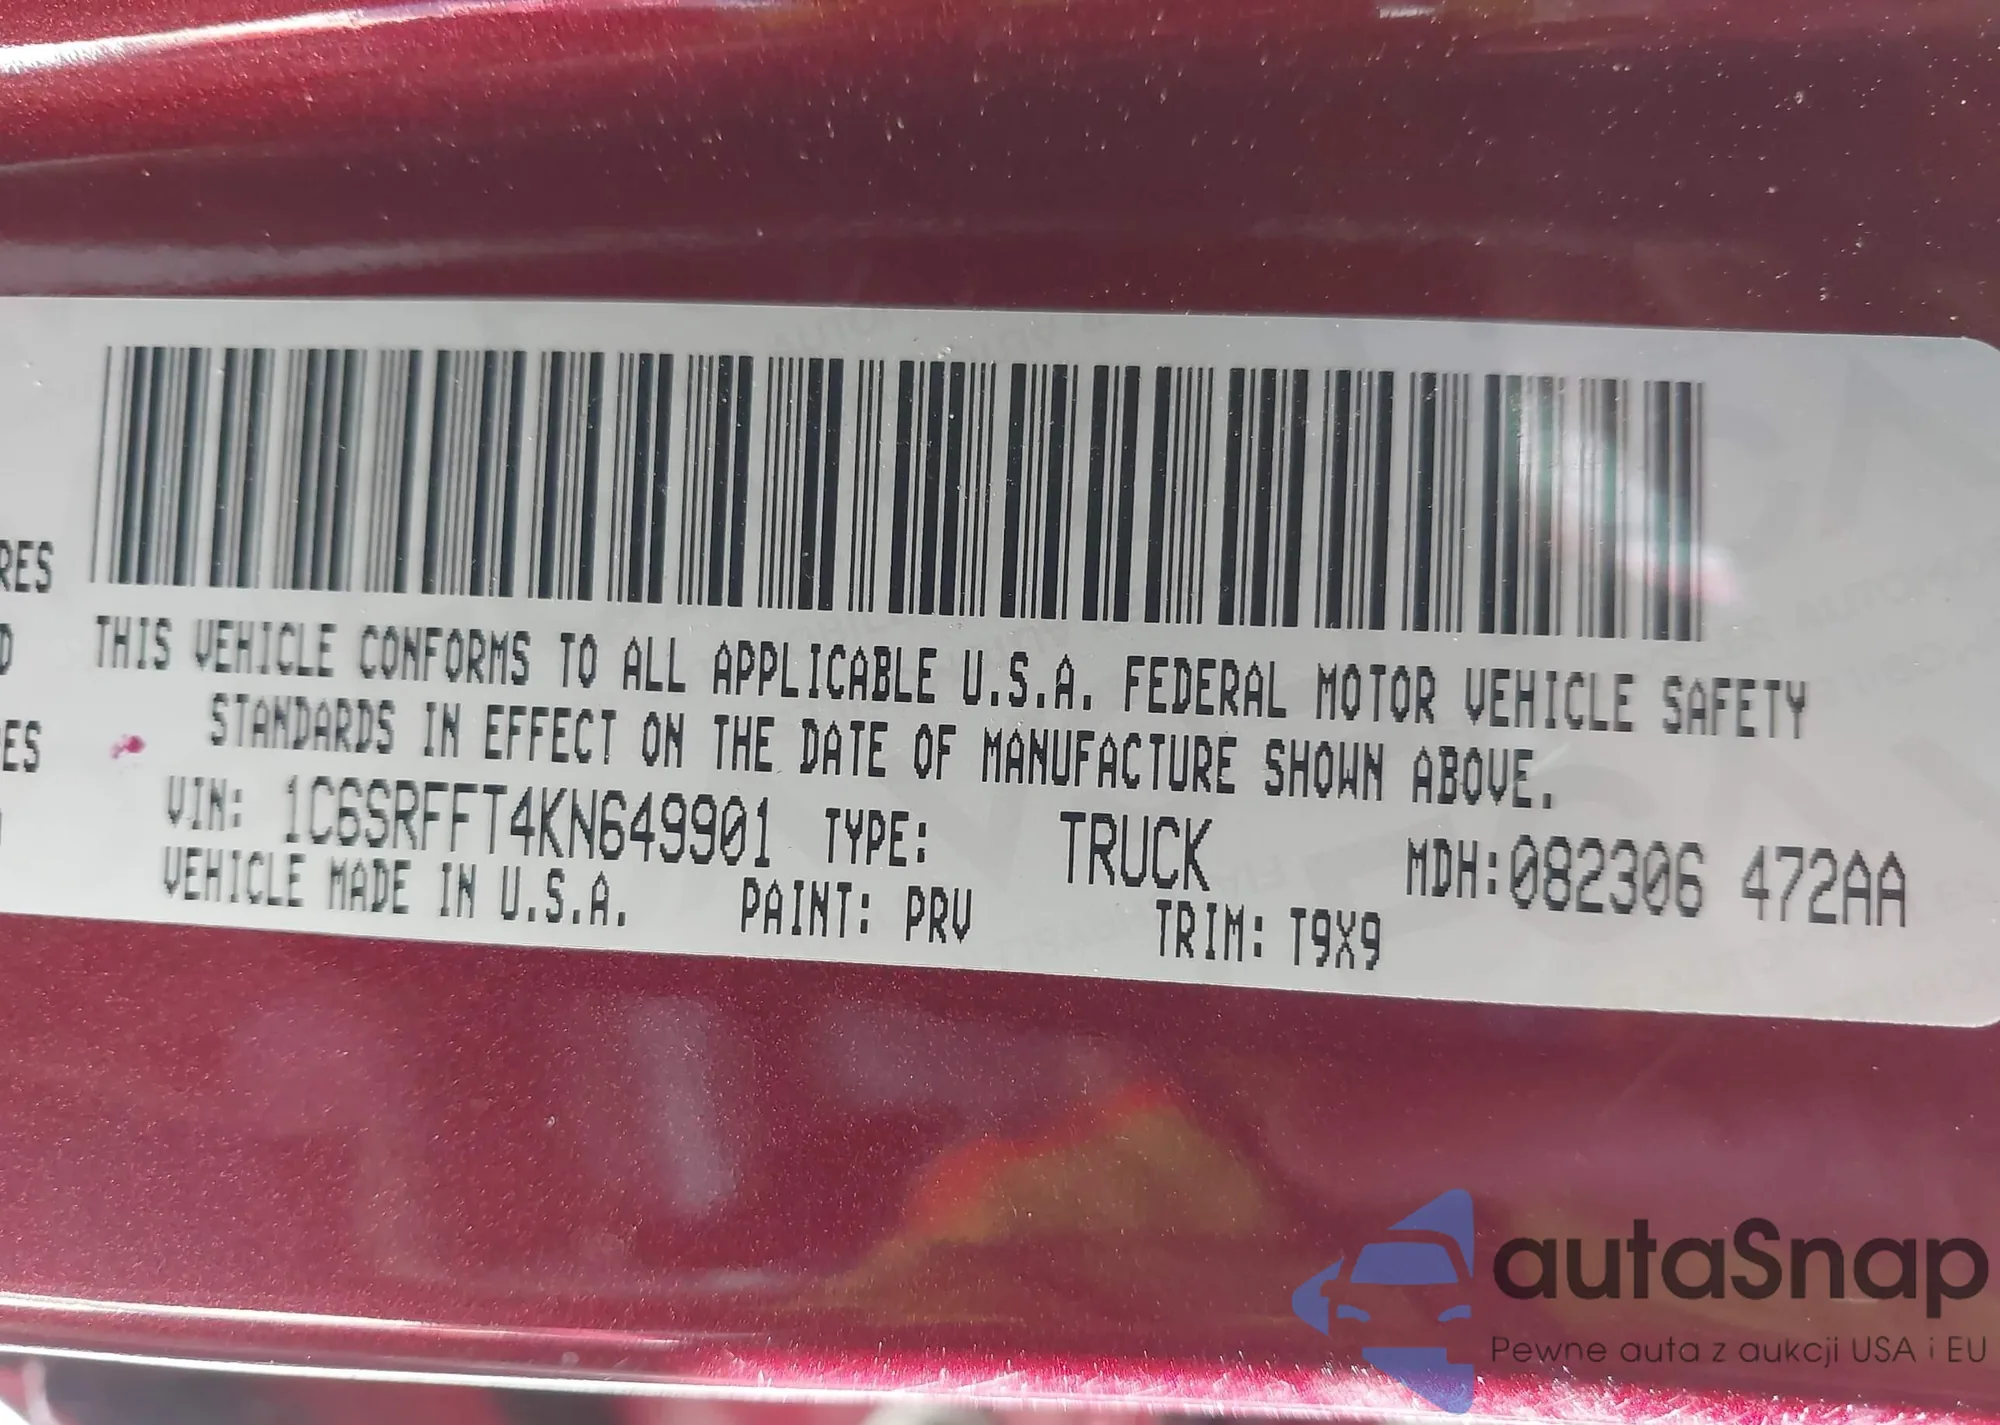 RES
D
ES
THIS VEHICLE CONFORMS TO ALL APPLICABLE U.S.A. FEDERAL MOTOR VEHICLE SAFETY
STANDARDS IN EFFECT ON THE DATE OF MANUFACTURE SHOWN ABOVE.
VIN: 1C6SRFFT4KN649901 TYPE: TRUCK MDH:082306 472AA
VEHICLE MADE IN U.S.A. PAINT: PRV TRIM: T9X9
autaSnap
Pewne auta z aukcji USA i EU